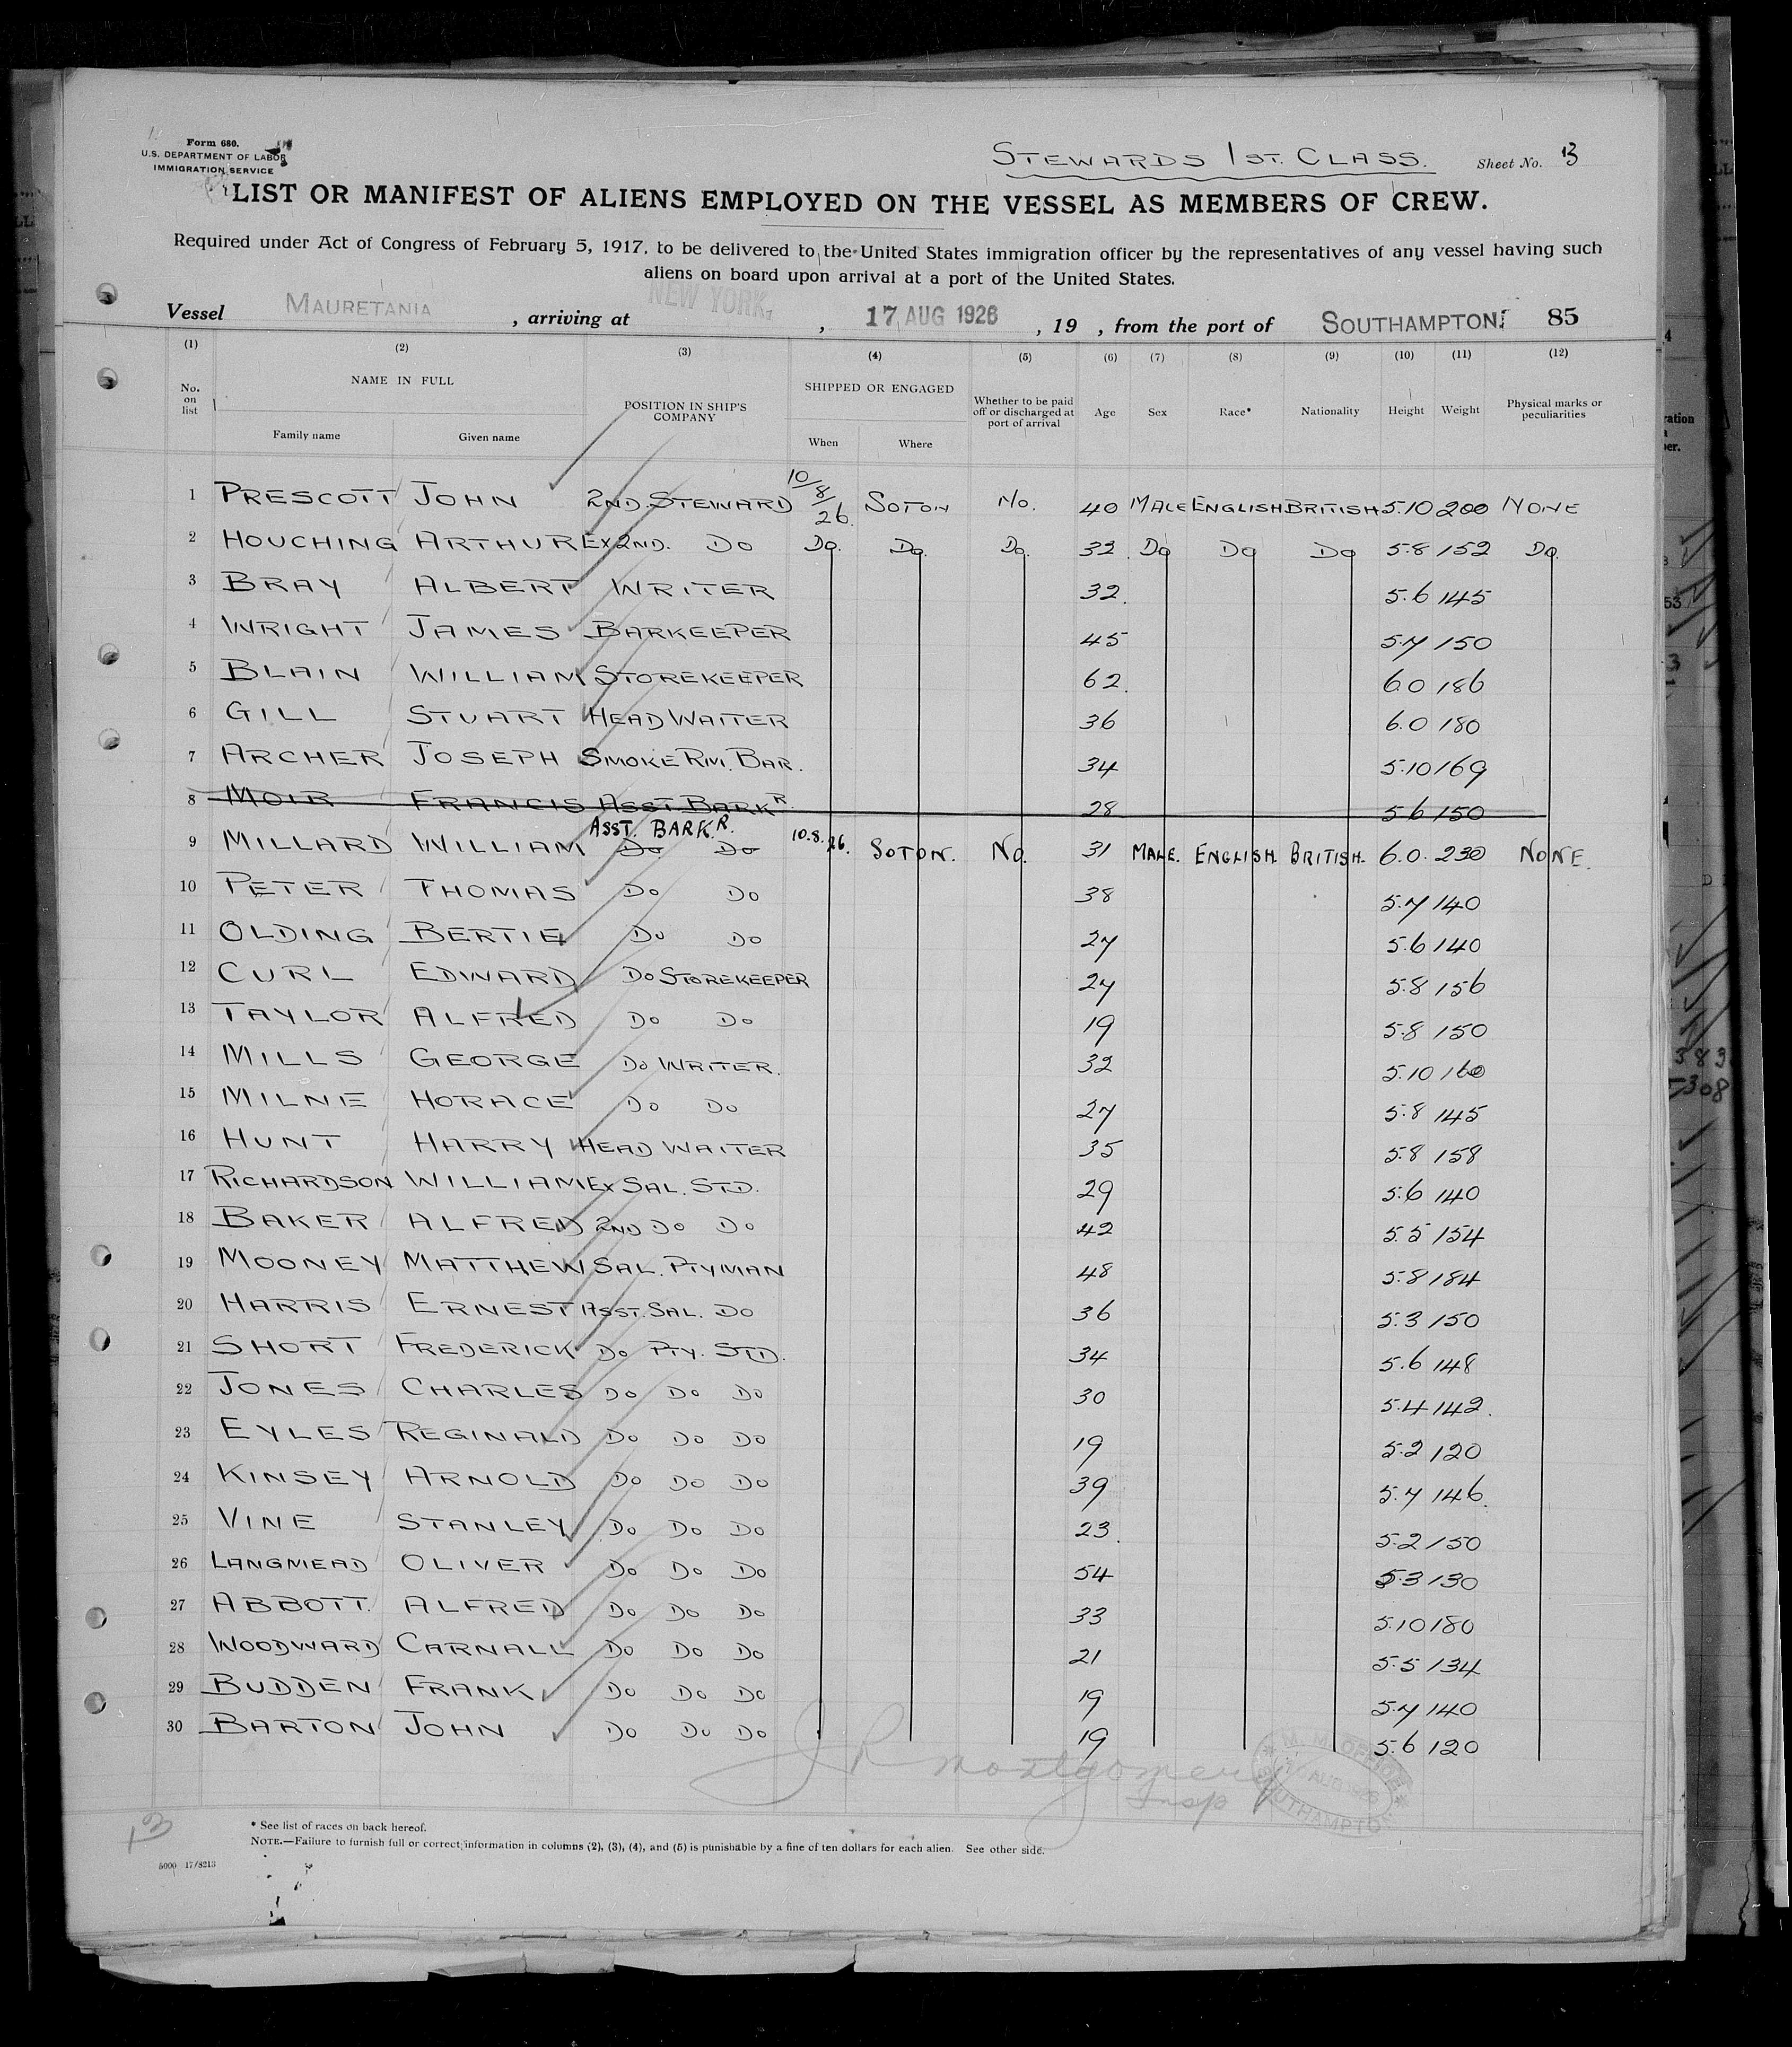 Form 680.
U.S. DEPARTMENT OF LABOR
IMMIGRATION SERVICE
STEWARDS 1ST. CLASS. Sheet No. 13
LIST OR MANIFEST OF ALIENS EMPLOYED ON THE VESSEL AS MEMBERS OF CREW.
Required under Act of Congress of February 5, 1917, to be delivered to the United States immigration officer by the representatives of any vessel having such
aliens on board upon arrival at a port of the United States.
Vessel MAURETANIA, arriving at NEW YORK, 17 AUG 1926, 19 , from the port of SOUTHAMPTON. 85
(1) (2) (3) (4) (5) (6) (7) (8) (9) (10) (11) (12)
No. on list NAME IN FULL POSITION IN SHIP'S COMPANY SHIPPED OR ENGAGED Whether to be paid off or discharged at port of arrival Age Sex Race* Nationality Height Weight Physical marks or peculiarities
Family name Given name When Where
1 PRESCOTT JOHN 2ND. STEWARD 10/8/26 SOTON No. 40 MALE ENGLISH BRITISH 5.10 200 NONE
2 HOUCHING ARTHUR EX 2ND. DO DO. DO. DO. 32 DO DO DO 5.8 152 DO.
3 BRAY ALBERT WRITER 32. 5.6 145
4 WRIGHT JAMES BARKEEPER 45 5.7 150
5 BLAIN WILLIAM STOREKEEPER 62. 6.0 186
6 GILL STUART HEAD WAITER 36 6.0 180
7 ARCHER JOSEPH SMOKE RM. BAR. 34 5.10 169
8 MOIR FRANCIS ASST. BARKR. 28 5.6 150
9 MILLARD WILLIAM ASST. BARKR. DO DO 10.8.26. SOTON. NO. 31 MALE. ENGLISH. BRITISH. 6.0. 230 NONE.
10 PETER THOMAS DO DO 38 5.7 140
11 OLDING BERTIE DO DO 27 5.6 140
12 CURL EDWARD DO STOREKEEPER 27 5.8 156
13 TAYLOR ALFRED DO DO 19 5.8 150
14 MILLS GEORGE DO WRITER. 32 5.10 160
15 MILNE HORACE DO DO 27 5.8 145
16 HUNT HARRY HEAD WAITER 35 5.8 158
17 RICHARDSON WILLIAM EX SAL. STD. 29 5.6 140
18 BAKER ALFRED 2ND DO DO 42 5.5 154
19 MOONEY MATTHEW SAL. PTYMAN 48 5.8 184
20 HARRIS ERNEST ASST. SAL. DO 36 5.3 150
21 SHORT FREDERICK DO PTY. STD. 34 5.6 148
22 JONES CHARLES DO DO DO 30 5.4 142.
23 EYLES REGINALD DO DO DO 19 5.2 120
24 KINSEY ARNOLD DO DO DO 39 5.7 146.
25 VINE STANLEY DO DO DO 23. 5.2 150
26 LANGMEAD OLIVER DO DO DO 54 5.3 130
27 ABBOTT. ALFRED DO DO DO 33 5.10 180
28 WOODWARD CARNALL DO DO DO 21 5.5 134
29 BUDDEN FRANK DO DO DO 19 5.7 140
30 BARTON JOHN DO DO DO 19 5.6 120
J R Montgomery
Insp
M. M. OFFICE
AUG 1926
SOUTHAMPTON
13
* See list of races on back hereof.
NOTE.—Failure to furnish full or correct information in columns (2), (3), (4), and (5) is punishable by a fine of ten dollars for each alien. See other side.
5000 17/8213